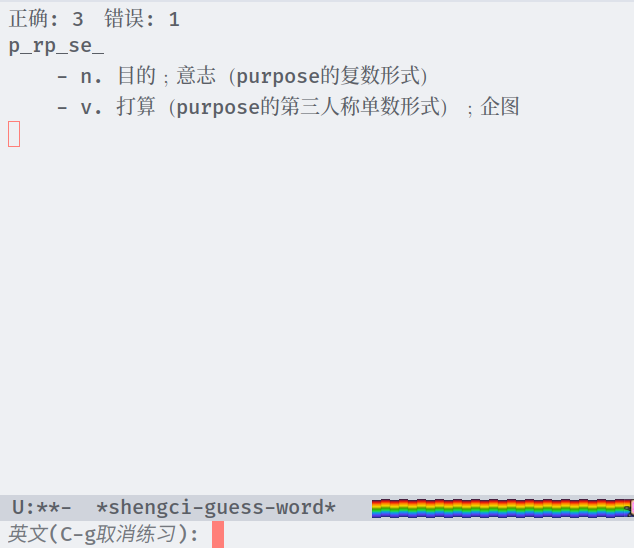 正确: 3  错误: 1
p_rp_se_
- n. 目的；意志（purpose的复数形式）
- v. 打算（purpose的第三人称单数形式）；企图
U:**-  *shengci-guess-word*
英文(C-g取消练习):